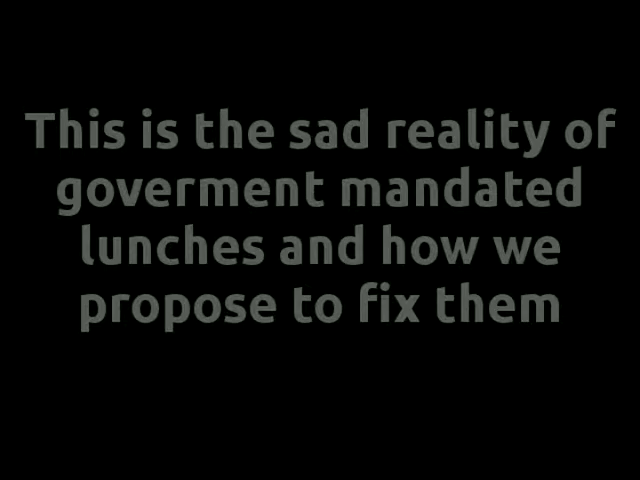 This is the sad reality of
goverment mandated
lunches and how we
propose to fix them